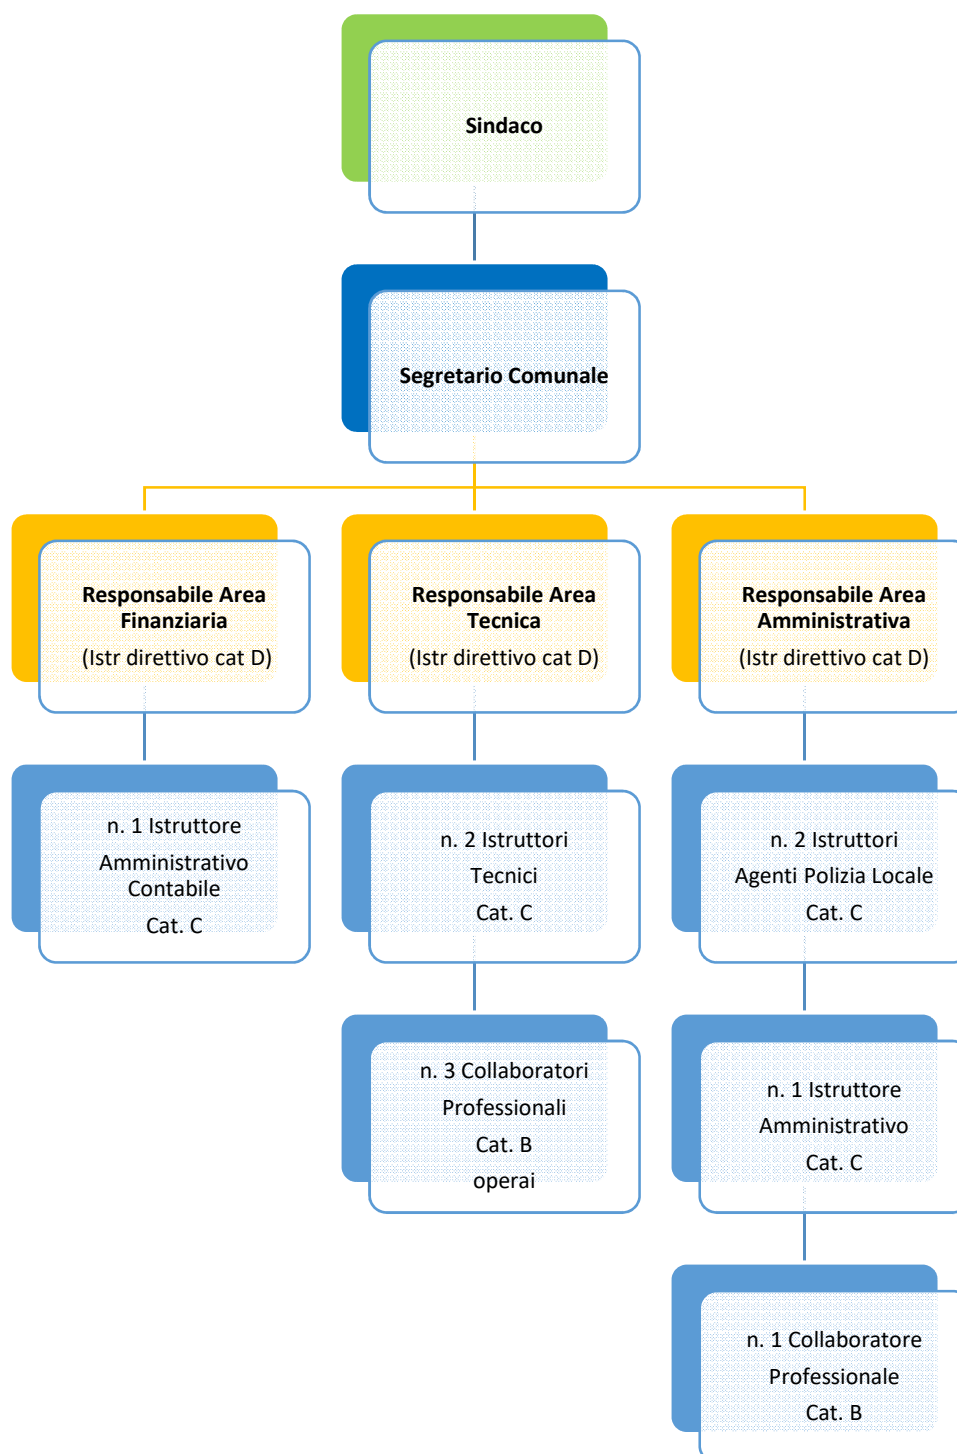 Sindaco
Segretario Comunale
Responsabile Area
Finanziaria
(Istr direttivo cat D)
Responsabile Area
Tecnica
(Istr direttivo cat D)
Responsabile Area
Amministrativa
(Istr direttivo cat D)
n. 1 Istruttore
Amministrativo
Contabile
Cat. C
n. 2 Istruttori
Tecnici
Cat. C
n. 2 Istruttori
Agenti Polizia Locale
Cat. C
n. 3 Collaboratori
Professionali
Cat. B
operai
n. 1 Istruttore
Amministrativo
Cat. C
n. 1 Collaboratore
Professionale
Cat. B